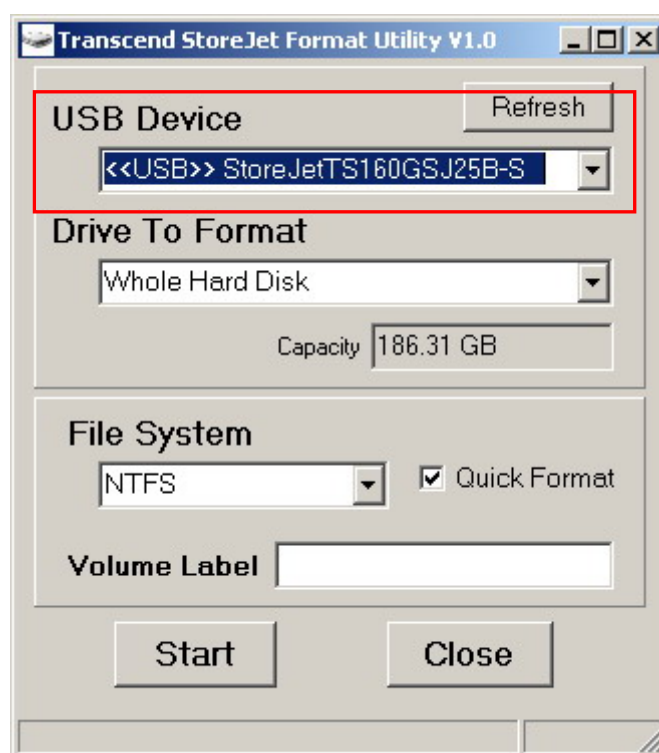 Transcend StoreJet Format Utility V1.0
Refresh
USB Device
<<USB>> StoreJetTS160GSJ25B-S
Drive To Format
Whole Hard Disk
Capacity 186.31 GB
File System
NTFS
Quick Format
Volume Label
Start Close